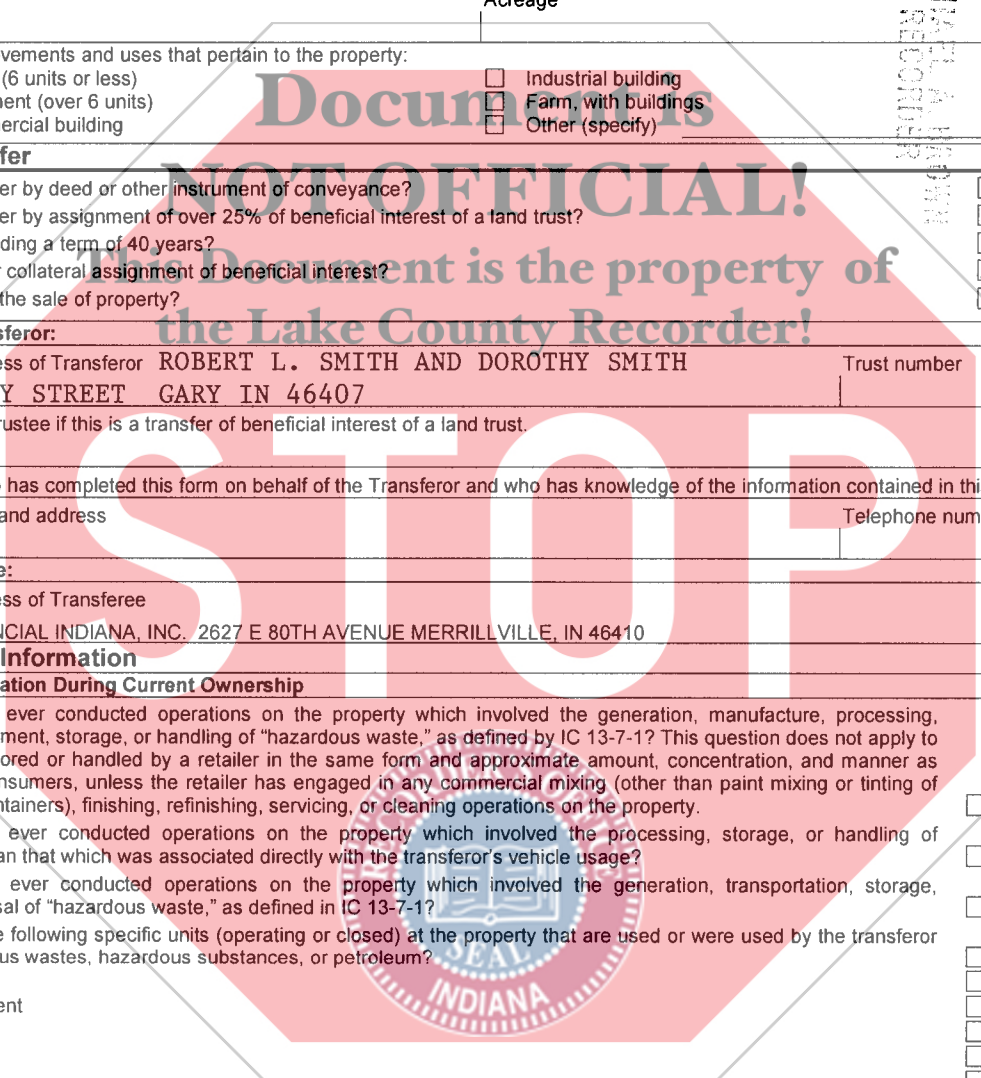 Acreage
vements and uses that pertain to the property:
(6 units or less)
Industrial building
ent (over 6 units)
Farm, with buildings
ercial building
Other (specify)
Document is
NOT OFFICIAL!
This Document is the property of
the Lake County Recorder!
RECORDER
fer
er by deed or other instrument of conveyance?
er by assignment of over 25% of beneficial interest of a land trust?
ding a term of 40 years?
collateral assignment of beneficial interest?
the sale of property?
sferor:
ess of Transferor ROBERT L. SMITH AND DOROTHY SMITH
Trust number
Y STREET GARY IN 46407
rustee if this is a transfer of beneficial interest of a land trust.
STOP
has completed this form on behalf of the Transferor and who has knowledge of the information contained in thi
and address
Telephone num
e:
ess of Transferee
NCIAL INDIANA, INC. 2627 E 80TH AVENUE MERRILLVILLE, IN 46410
Information
ation During Current Ownership
ever conducted operations on the property which involved the generation, manufacture, processing,
ment, storage, or handling of “hazardous waste,” as defined by IC 13-7-1? This question does not apply to
ored or handled by a retailer in the same form and approximate amount, concentration, and manner as
nsumers, unless the retailer has engaged in any commercial mixing (other than paint mixing or tinting of
ntainers), finishing, refinishing, servicing, or cleaning operations on the property.
ever conducted operations on the property which involved the processing, storage, or handling of
an that which was associated directly with the transferor's vehicle usage?
ever conducted operations on the property which involved the generation, transportation, storage,
sal of “hazardous waste,” as defined in IC 13-7-1?
e following specific units (operating or closed) at the property that are used or were used by the transferor
us wastes, hazardous substances, or petroleum?
ent
RECORDER'S OFFICE
SEAL
INDIANA